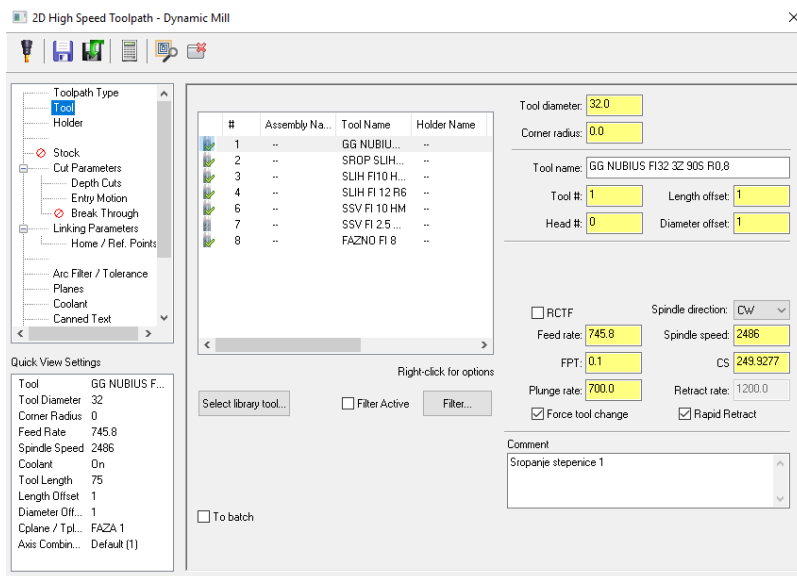 2D High Speed Toolpath - Dynamic Mill
Toolpath Type
Tool
Holder
Stock
Cut Parameters
Depth Cuts
Entry Motion
Break Through
Linking Parameters
Home / Ref. Points
Arc Filter / Tolerance
Planes
Coolant
Canned Text
Quick View Settings
Tool GG NUBIUS F...
Tool Diameter 32
Corner Radius 0
Feed Rate 745.8
Spindle Speed 2486
Coolant On
Tool Length 75
Length Offset 1
Diameter Off... 1
Cplane / Tpl... FAZA 1
Axis Combin... Default (1)
# Assembly Na... Tool Name Holder Name
1 -- GG NUBIU... --
2 -- SROP SLIH... --
3 -- SLIH FI10 H... --
4 -- SLIH FI 12 R6 --
6 -- SSV FI 10 HM --
7 -- SSV FI 2.5 ... --
8 -- FAZNO FI 8 --
Right-click for options
Select library tool...
Filter Active
Filter...
To batch
Tool diameter: 32.0
Corner radius: 0.0
Tool name: GG NUBIUS FI32 3Z 90S R0,8
Tool #: 1 Length offset: 1
Head #: 0 Diameter offset: 1
RCTF Spindle direction: CW
Feed rate: 745.8 Spindle speed: 2486
FPT: 0.1 CS 249.9277
Plunge rate: 700.0 Retract rate: 1200.0
Force tool change Rapid Retract
Comment
Sropanje stepenice 1